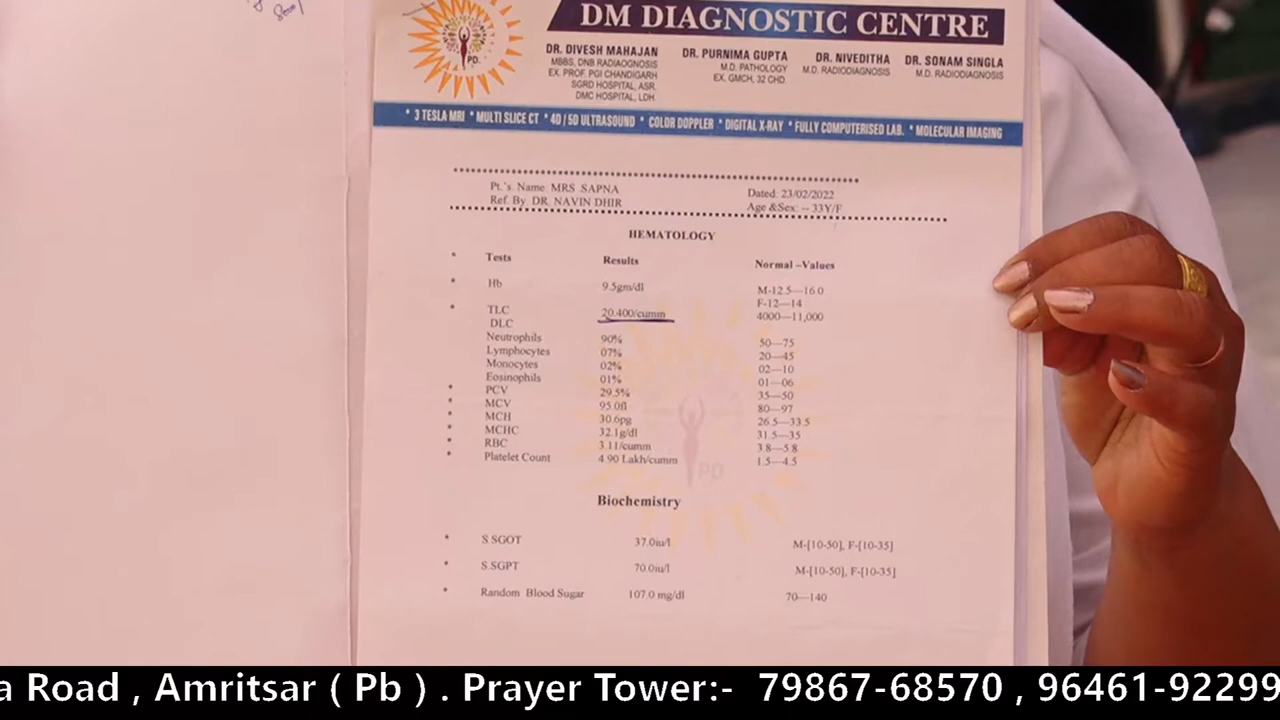 DM DIAGNOSTIC CENTRE
DR. DIVESH MAHAJAN
MBBS, DNB RADIAOGNOSIS
EX. PROF. PGI CHANDIGARH
SGRD HOSPITAL, ASR.
DMC HOSPITAL, LDH.
DR. PURNIMA GUPTA
M.D. PATHOLOGY
EX. GMCH, 32 CHD.
DR. NIVEDITHA
M.D. RADIODIAGNOSIS
DR. SONAM SINGLA
M.D. RADIODIAGNOSIS
PD.
* 3 TESLA MRI * MULTI SLICE CT * 4D / 5D ULTRASOUND * COLOR DOPPLER * DIGITAL X-RAY * FULLY COMPUTERISED LAB. * MOLECULAR IMAGING
Pt.'s. Name. MRS. SAPNA Dated: 23/02/2022
Ref. By. DR. NAVIN DHIR Age &Sex: -- 33Y/F
HEMATOLOGY
* Tests Results Normal –Values
* Hb 9.5gm/dl M-12.5—16.0
F-12—14
* TLC 20.400/cumm 4000—11,000
DLC
Neutrophils 90% 50—75
Lymphocytes 07% 20—45
Monocytes 02% 02—10
Eosinophils 01% 01—06
* PCV 29.5% 35—50
* MCV 95.0fl 80—97
* MCH 30.6pg 26.5—33.5
* MCHC 32.1g/dl 31.5—35
* RBC 3.11/cumm 3.8—5.8
* Platelet Count 4.90 Lakh/cumm 1.5—4.5
PD
Biochemistry
* S.SGOT 37.0iu/l M-[10-50], F-[10-35]
* S.SGPT 70.0iu/l M-[10-50], F-[10-35]
* Random Blood Sugar 107.0 mg/dl 70—140
a Road , Amritsar ( Pb ) . Prayer Tower:- 79867-68570 , 96461-92299